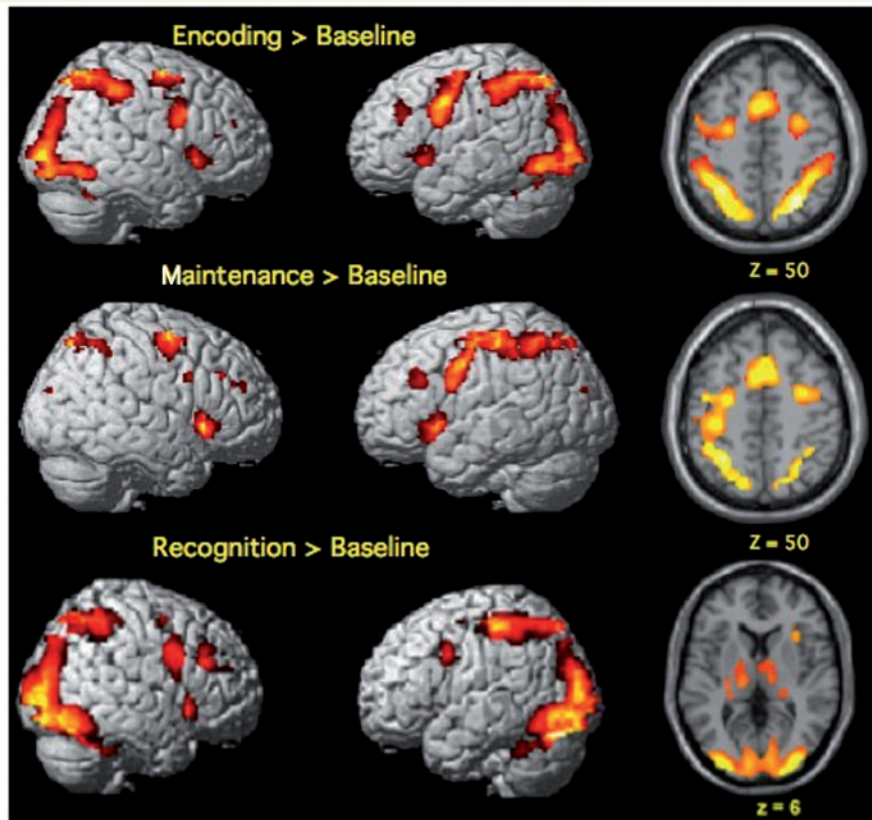 Encoding > Baseline
Z = 50
Maintenance > Baseline
Z = 50
Recognition > Baseline
z = 6